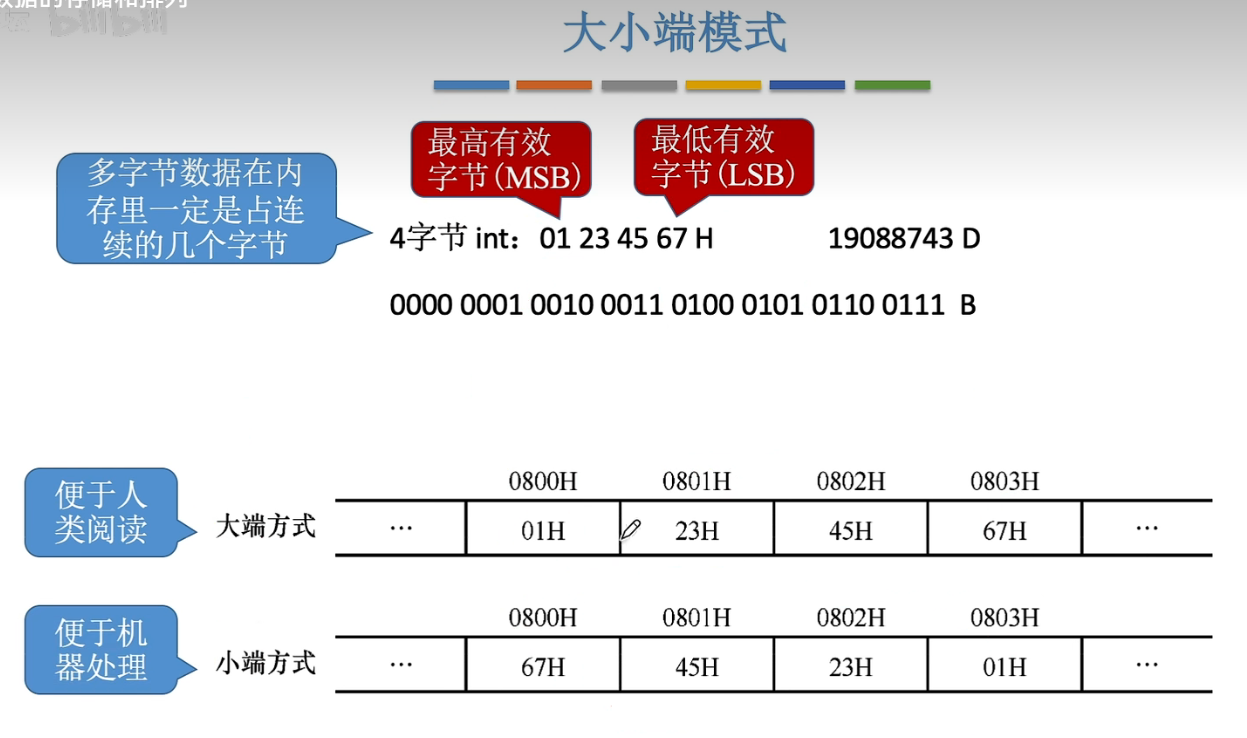 数据的存储和排列
bilibili
大小端模式
最高有效
字节(MSB)
最低有效
字节(LSB)
多字节数据在内
存里一定是占连
续的几个字节
4字节 int： 01 23 45 67 H 19088743 D
0000 0001 0010 0011 0100 0101 0110 0111 B
便于人
类阅读
大端方式
0800H 0801H 0802H 0803H
… 01H 23H 45H 67H …
便于机
器处理
小端方式
0800H 0801H 0802H 0803H
… 67H 45H 23H 01H …